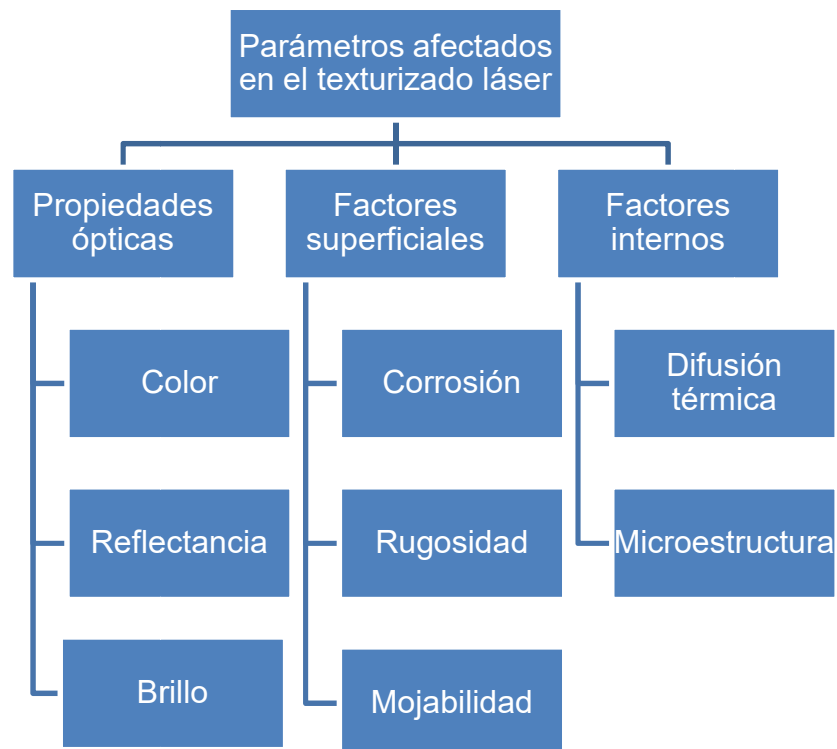 Parámetros afectados
en el texturizado láser
Propiedades
ópticas
Factores
superficiales
Factores
internos
Color
Corrosión
Difusión
térmica
Reflectancia
Rugosidad
Microestructura
Brillo
Mojabilidad